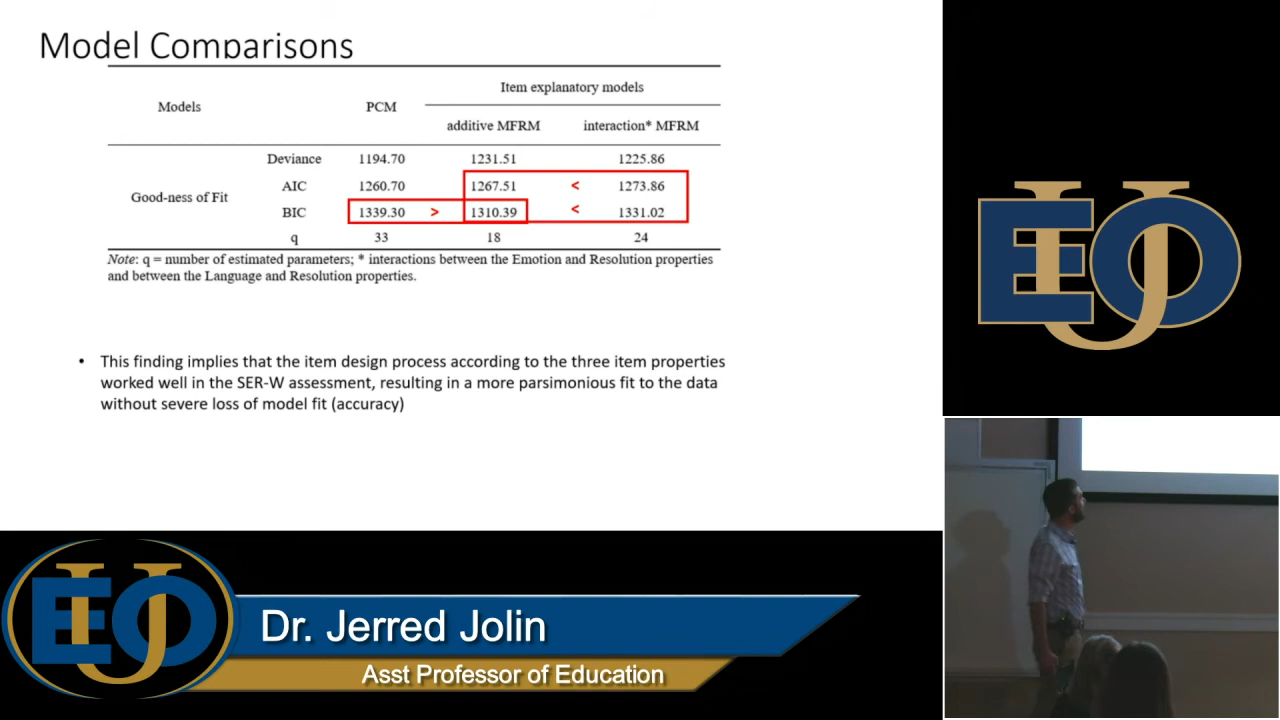 Model Comparisons
Item explanatory models
Models PCM
additive MFRM interaction* MFRM
Deviance 1194.70 1231.51 1225.86
AIC 1260.70 1267.51 < 1273.86
Good-ness of Fit
BIC 1339.30 > 1310.39 < 1331.02
q 33 18 24
Note: q = number of estimated parameters; * interactions between the Emotion and Resolution properties
and between the Language and Resolution properties.
• This finding implies that the item design process according to the three item properties
worked well in the SER-W assessment, resulting in a more parsimonious fit to the data
without severe loss of model fit (accuracy)
EOU
EOU
Dr. Jerred Jolin
Asst Professor of Education